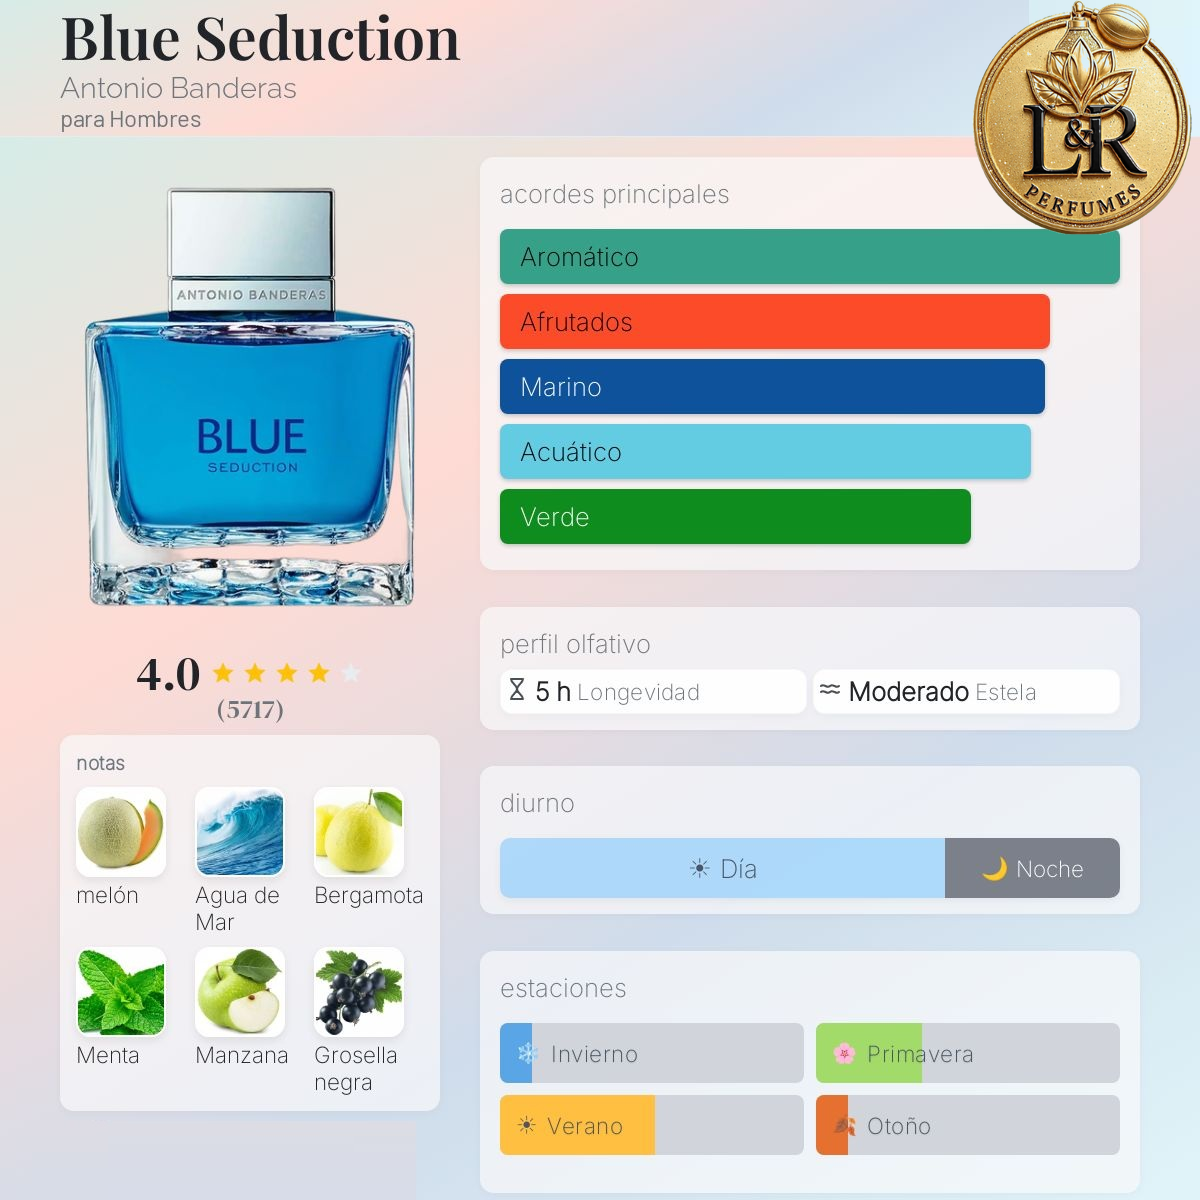 Blue Seduction
Antonio Banderas
para Hombres
L&R
PERFUMES
ANTONIO BANDERAS
BLUE
SEDUCTION
4.0
(5717)
notas
melón
Agua de
Mar
Bergamota
Menta
Manzana
Grosella
negra
acordes principales
Aromático
Afrutados
Marino
Acuático
Verde
perfil olfativo
5 h Longevidad
Moderado Estela
diurno
Día
Noche
estaciones
Invierno
Primavera
Verano
Otoño